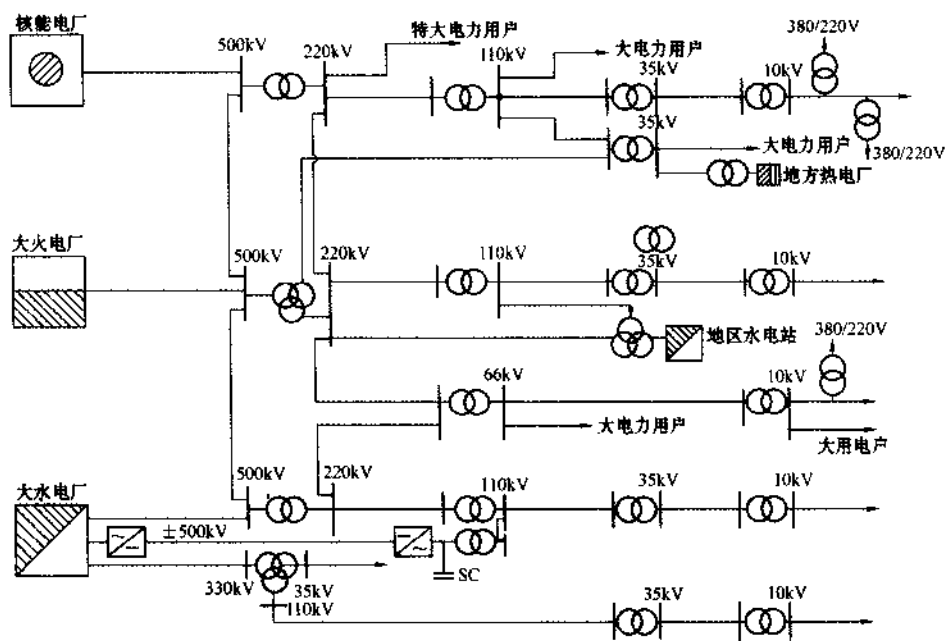 核能电厂
500kV
220kV
特大电力用户
110kV
大电力用户
35kV
10kV
380/220V
35kV
大电力用户
380/220V
地方热电厂
大火电厂
500kV
220kV
110kV
35kV
10kV
地区水电站
380/220V
66kV
10kV
大电力用户
大用电户
大水电厂
500kV
220kV
110kV
35kV
10kV
±500kV
SC
330kV
35kV
110kV
35kV
10kV